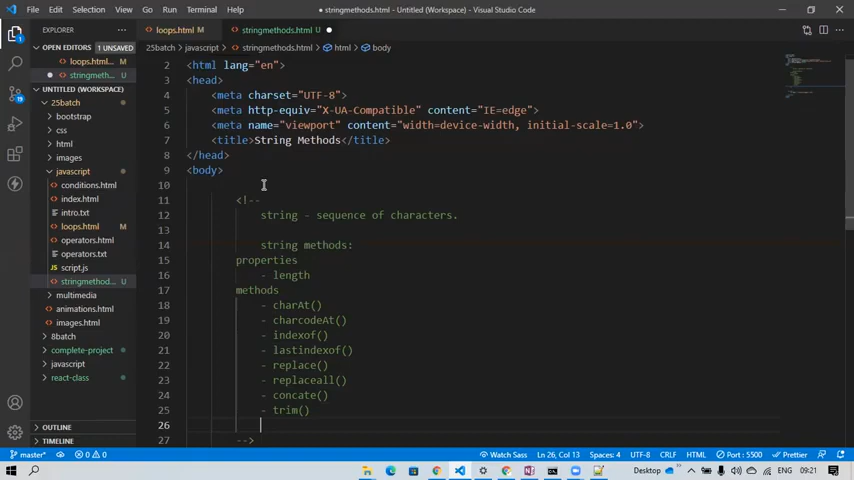 File Edit Selection View Go Run Terminal Help
stringmethods.html - Untitled (Workspace) - Visual Studio Code
EXPLORER
loops.html U
stringmethods.html U
OPEN EDITORS 1 UNSAVED
loops.html...
stringmeth...
UNTITLED (WORKSPACE)
25batch
bootstrap
css
html
images
javascript
conditions.html
index.html
intro.txt
loops.html U
operators.html
operators.txt
script.js
stringmethod... U
multimedia
animations.html
images.html
8batch
complete-project
javascript
react-class
OUTLINE
TIMELINE
25batch > javascript > stringmethods.html > html > body
2 <html lang="en">
3 <head>
4 <meta charset="UTF-8">
5 <meta http-equiv="X-UA-Compatible" content="IE=edge">
6 <meta name="viewport" content="width=device-width, initial-scale=1.0">
7 <title>String Methods</title>
8 </head>
9 <body>
10
11 <!--
12 string - sequence of characters.
13
14 string methods:
15 properties
16 - length
17 methods
18 - charAt()
19 - charcodeAt()
20 - indexof()
21 - lastindexof()
22 - replace()
23 - replaceall()
24 - concate()
25 - trim()
26
27 -->
master* 0 0
Watch Sass Ln 26, Col 13 Spaces: 4 UTF-8 CRLF HTML Port : 5500 Prettier
Desktop ENG 09:21